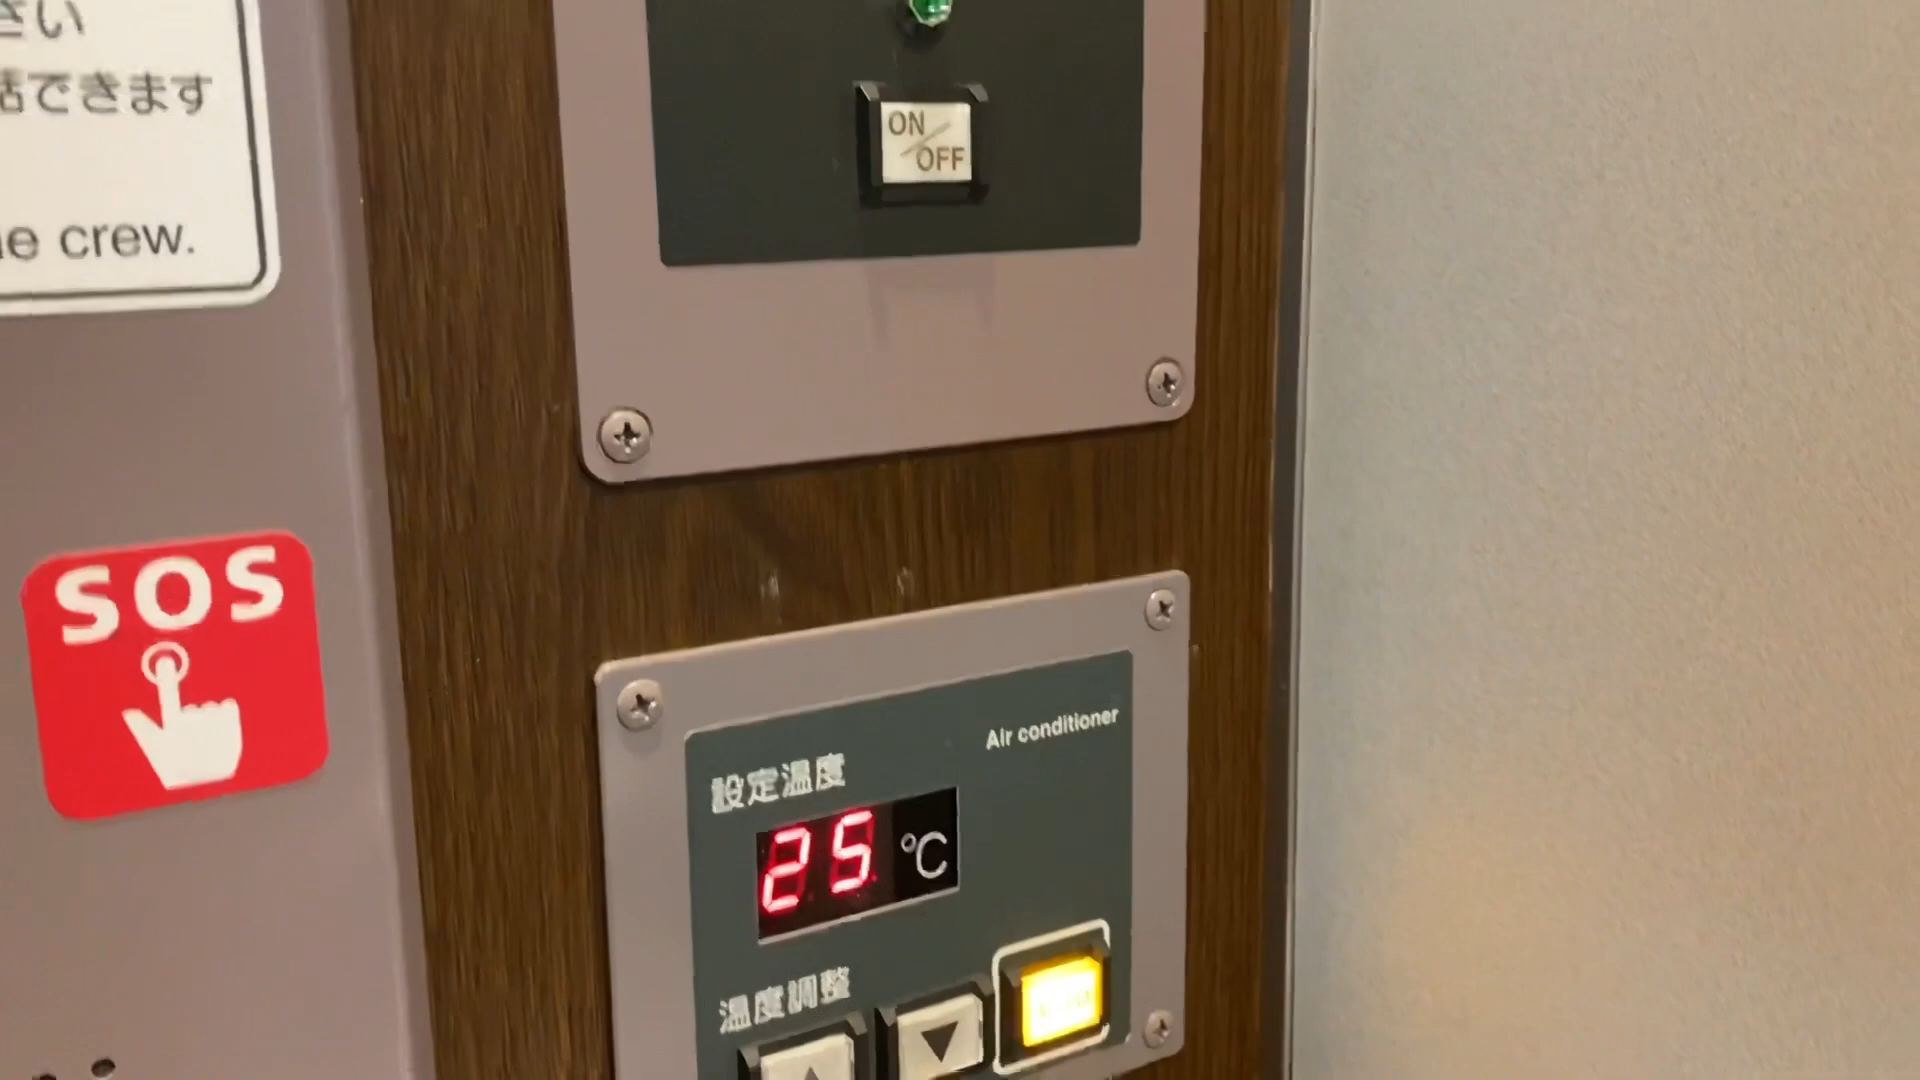 さい
話できます
e crew.
SOS
ON
OFF
Air conditioner
設定温度
25 ℃
温度調整